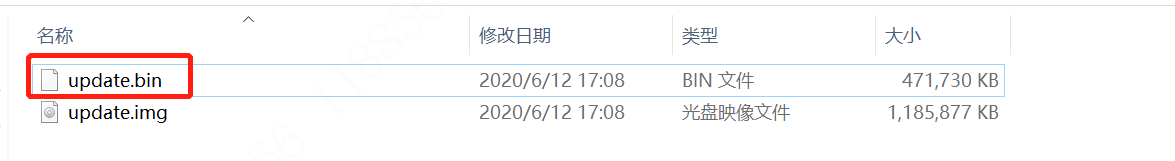 名称 修改日期 类型 大小
update.bin 2020/6/12 17:08 BIN 文件 471,730 KB
update.img 2020/6/12 17:08 光盘映像文件 1,185,877 KB